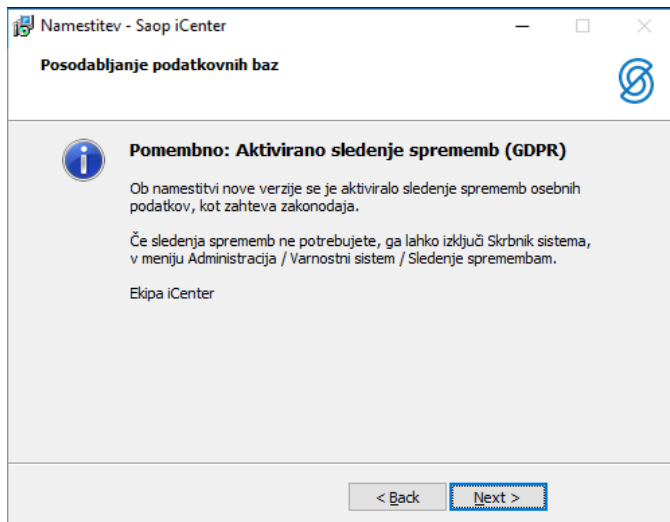 Namestitev - Saop iCenter
Posodabljanje podatkovnih baz
Pomembno: Aktivirano sledenje sprememb (GDPR)
Ob namestitvi nove verzije se je aktiviralo sledenje sprememb osebnih
podatkov, kot zahteva zakonodaja.
Če sledenja sprememb ne potrebujete, ga lahko izključi Skrbnik sistema,
v meniju Administracija / Varnostni sistem / Sledenje spremembam.
Ekipa iCenter
< Back
Next >